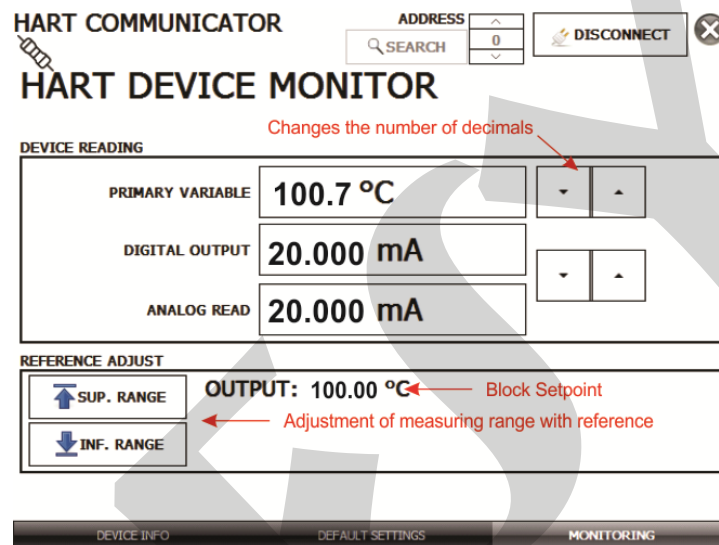 HART COMMUNICATOR
ADDRESS
SEARCH
0
DISCONNECT
HART DEVICE MONITOR
Changes the number of decimals
DEVICE READING
PRIMARY VARIABLE 100.7 ºC
DIGITAL OUTPUT 20.000 mA
ANALOG READ 20.000 mA
REFERENCE ADJUST
SUP. RANGE OUTPUT: 100.00 ºC Block Setpoint
Adjustment of measuring range with reference
INF. RANGE
DEVICE INFO DEFAULT SETTINGS MONITORING